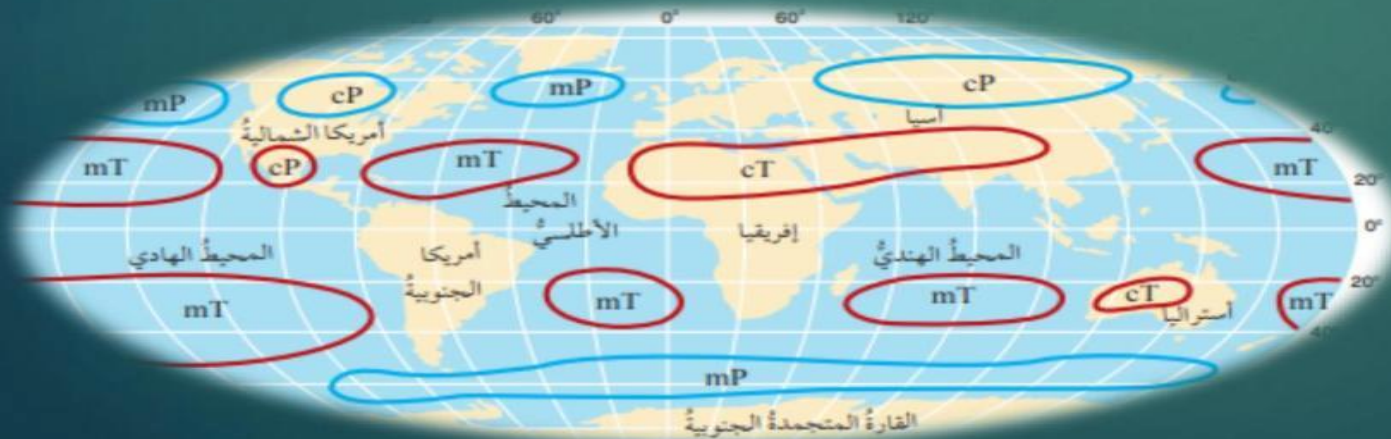 60° 0° 60° 120°
mP cP mP cP
آسيا
أمريكا الشماليةُ
40
mT cP mT cT mT
20°
المحيطُ
الأطلسيُّ
إفريقيا
0°
المحيطُ الهادي
أمريكا
الجنوبيةُ
المحيطُ الهنديُّ
20°
mT mT mT cT mT
أستراليا
40
mP
القارةُ المتجمدةُ الجنوبيةُ